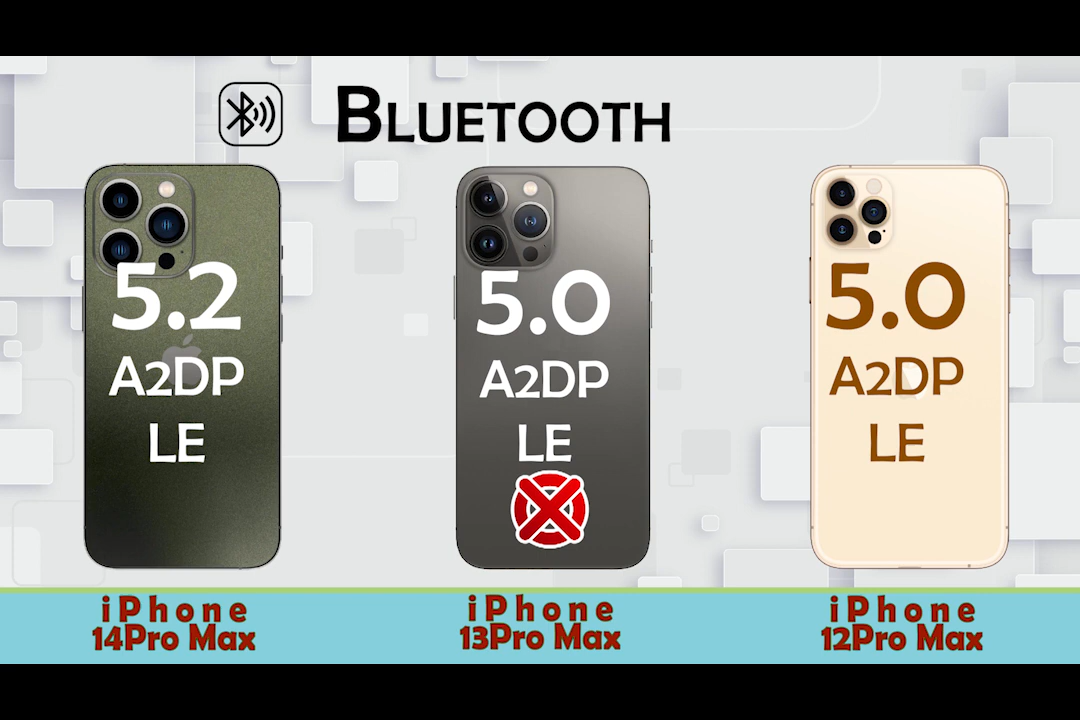 BLUETOOTH
5.2
A2DP
LE
5.0
A2DP
LE
5.0
A2DP
LE
iPhone
14Pro Max
iPhone
13Pro Max
iPhone
12Pro Max